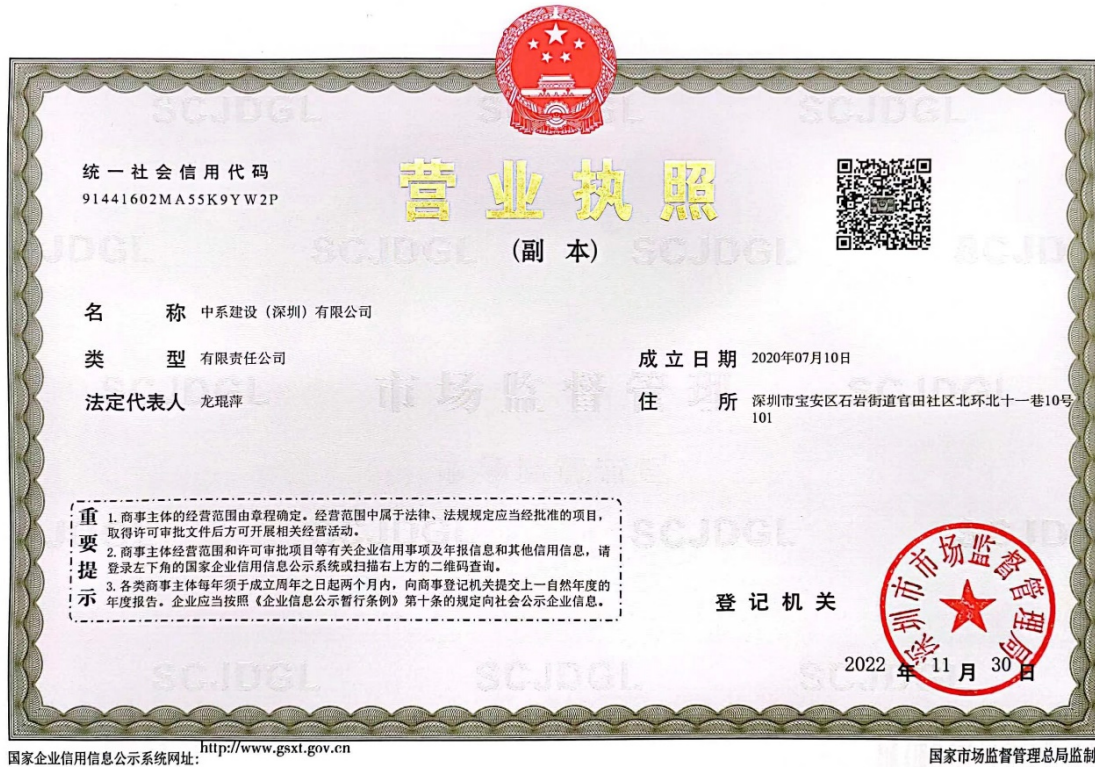 统一社会信用代码
91441602MA55K9YW2P
营业执照
(副 本)
名 称 中系建设（深圳）有限公司
类 型 有限责任公司
成立日期 2020年07月10日
法定代表人 龙琨萍
住 所 深圳市宝安区石岩街道官田社区北环北十一巷10号
101
重要提示
1. 商事主体的经营范围由章程确定。经营范围中属于法律、法规规定应当经批准的项目，
取得许可审批文件后方可开展相关经营活动。
2. 商事主体经营范围和许可审批项目等有关企业信用事项及年报信息和其他信用信息，请
登录左下角的国家企业信用信息公示系统或扫描右上方的二维码查询。
3. 各类商事主体每年须于成立周年之日起两个月内，向商事登记机关提交上一自然年度的
年度报告。企业应当按照《企业信息公示暂行条例》第十条的规定向社会公示企业信息。
登记机关
深圳市市场监督管理局
2022 年 11 月 30 日
国家企业信用信息公示系统网址: http://www.gsxt.gov.cn
国家市场监督管理总局监制
SCJDGL
市场监督管理